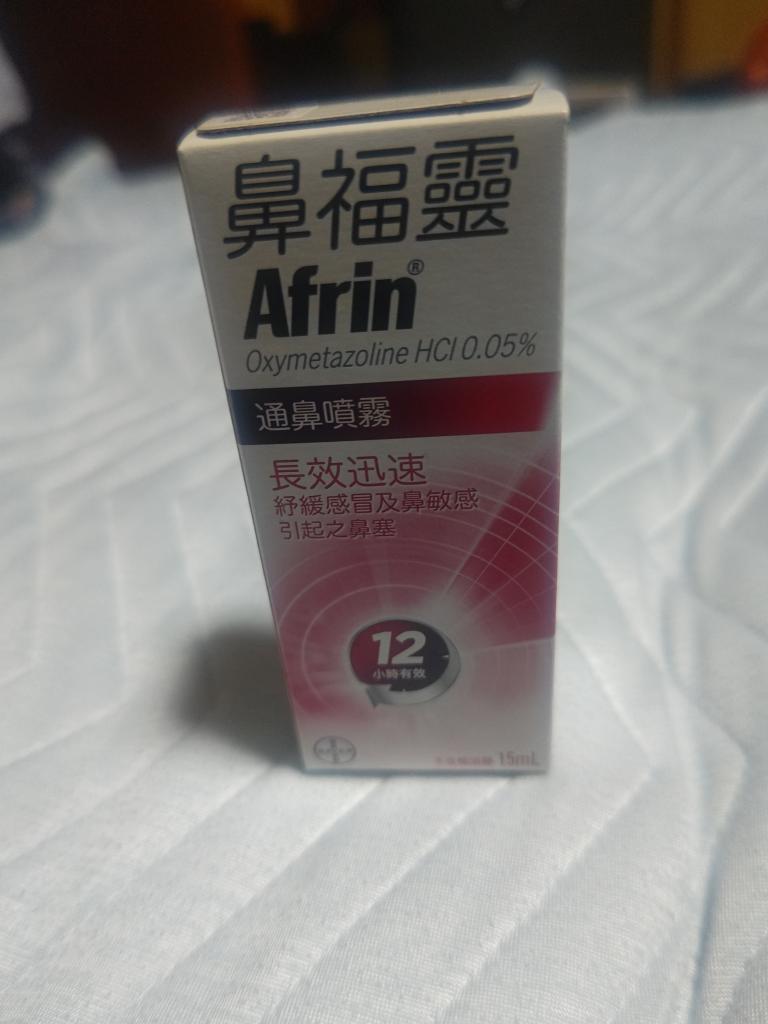 鼻福靈
Afrin®
Oxymetazoline HCl 0.05%
通鼻噴霧
長效迅速
紓緩感冒及鼻敏感
引起之鼻塞
12
小時有效
15mL